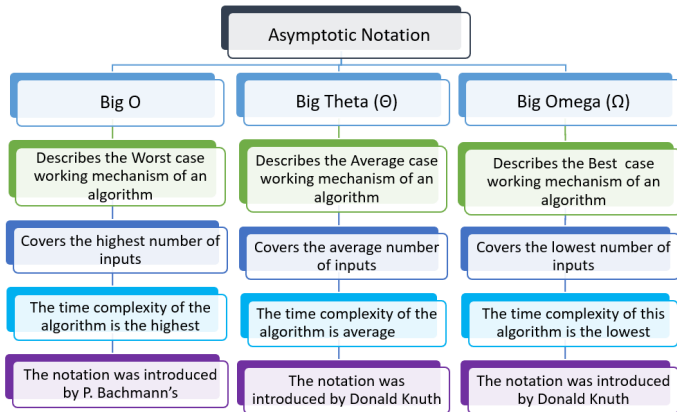 Asymptotic Notation
Big O
Describes the Worst case
working mechanism of an
algorithm
Covers the highest number of
inputs
The time complexity of the
algorithm is the highest
The notation was introduced
by P. Bachmann's
Big Theta (Θ)
Describes the Average case
working mechanism of an
algorithm
Covers the average number
of inputs
The time complexity of the
algorithm is average
The notation was
introduced by Donald Knuth
Big Omega (Ω)
Describes the Best case
working mechanism of an
algorithm
Covers the lowest number of
inputs
The time complexity of this
algorithm is the lowest
The notation was introduced
by Donald Knuth